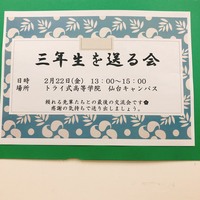 三年生を送る会
日時　2月22日(金)　13:00〜15:00
場所　トライ式高等学院　仙台キャンパス
頼れる先輩たちとの最後の交流会です✿
感謝の気持ちで送り出しましょう。